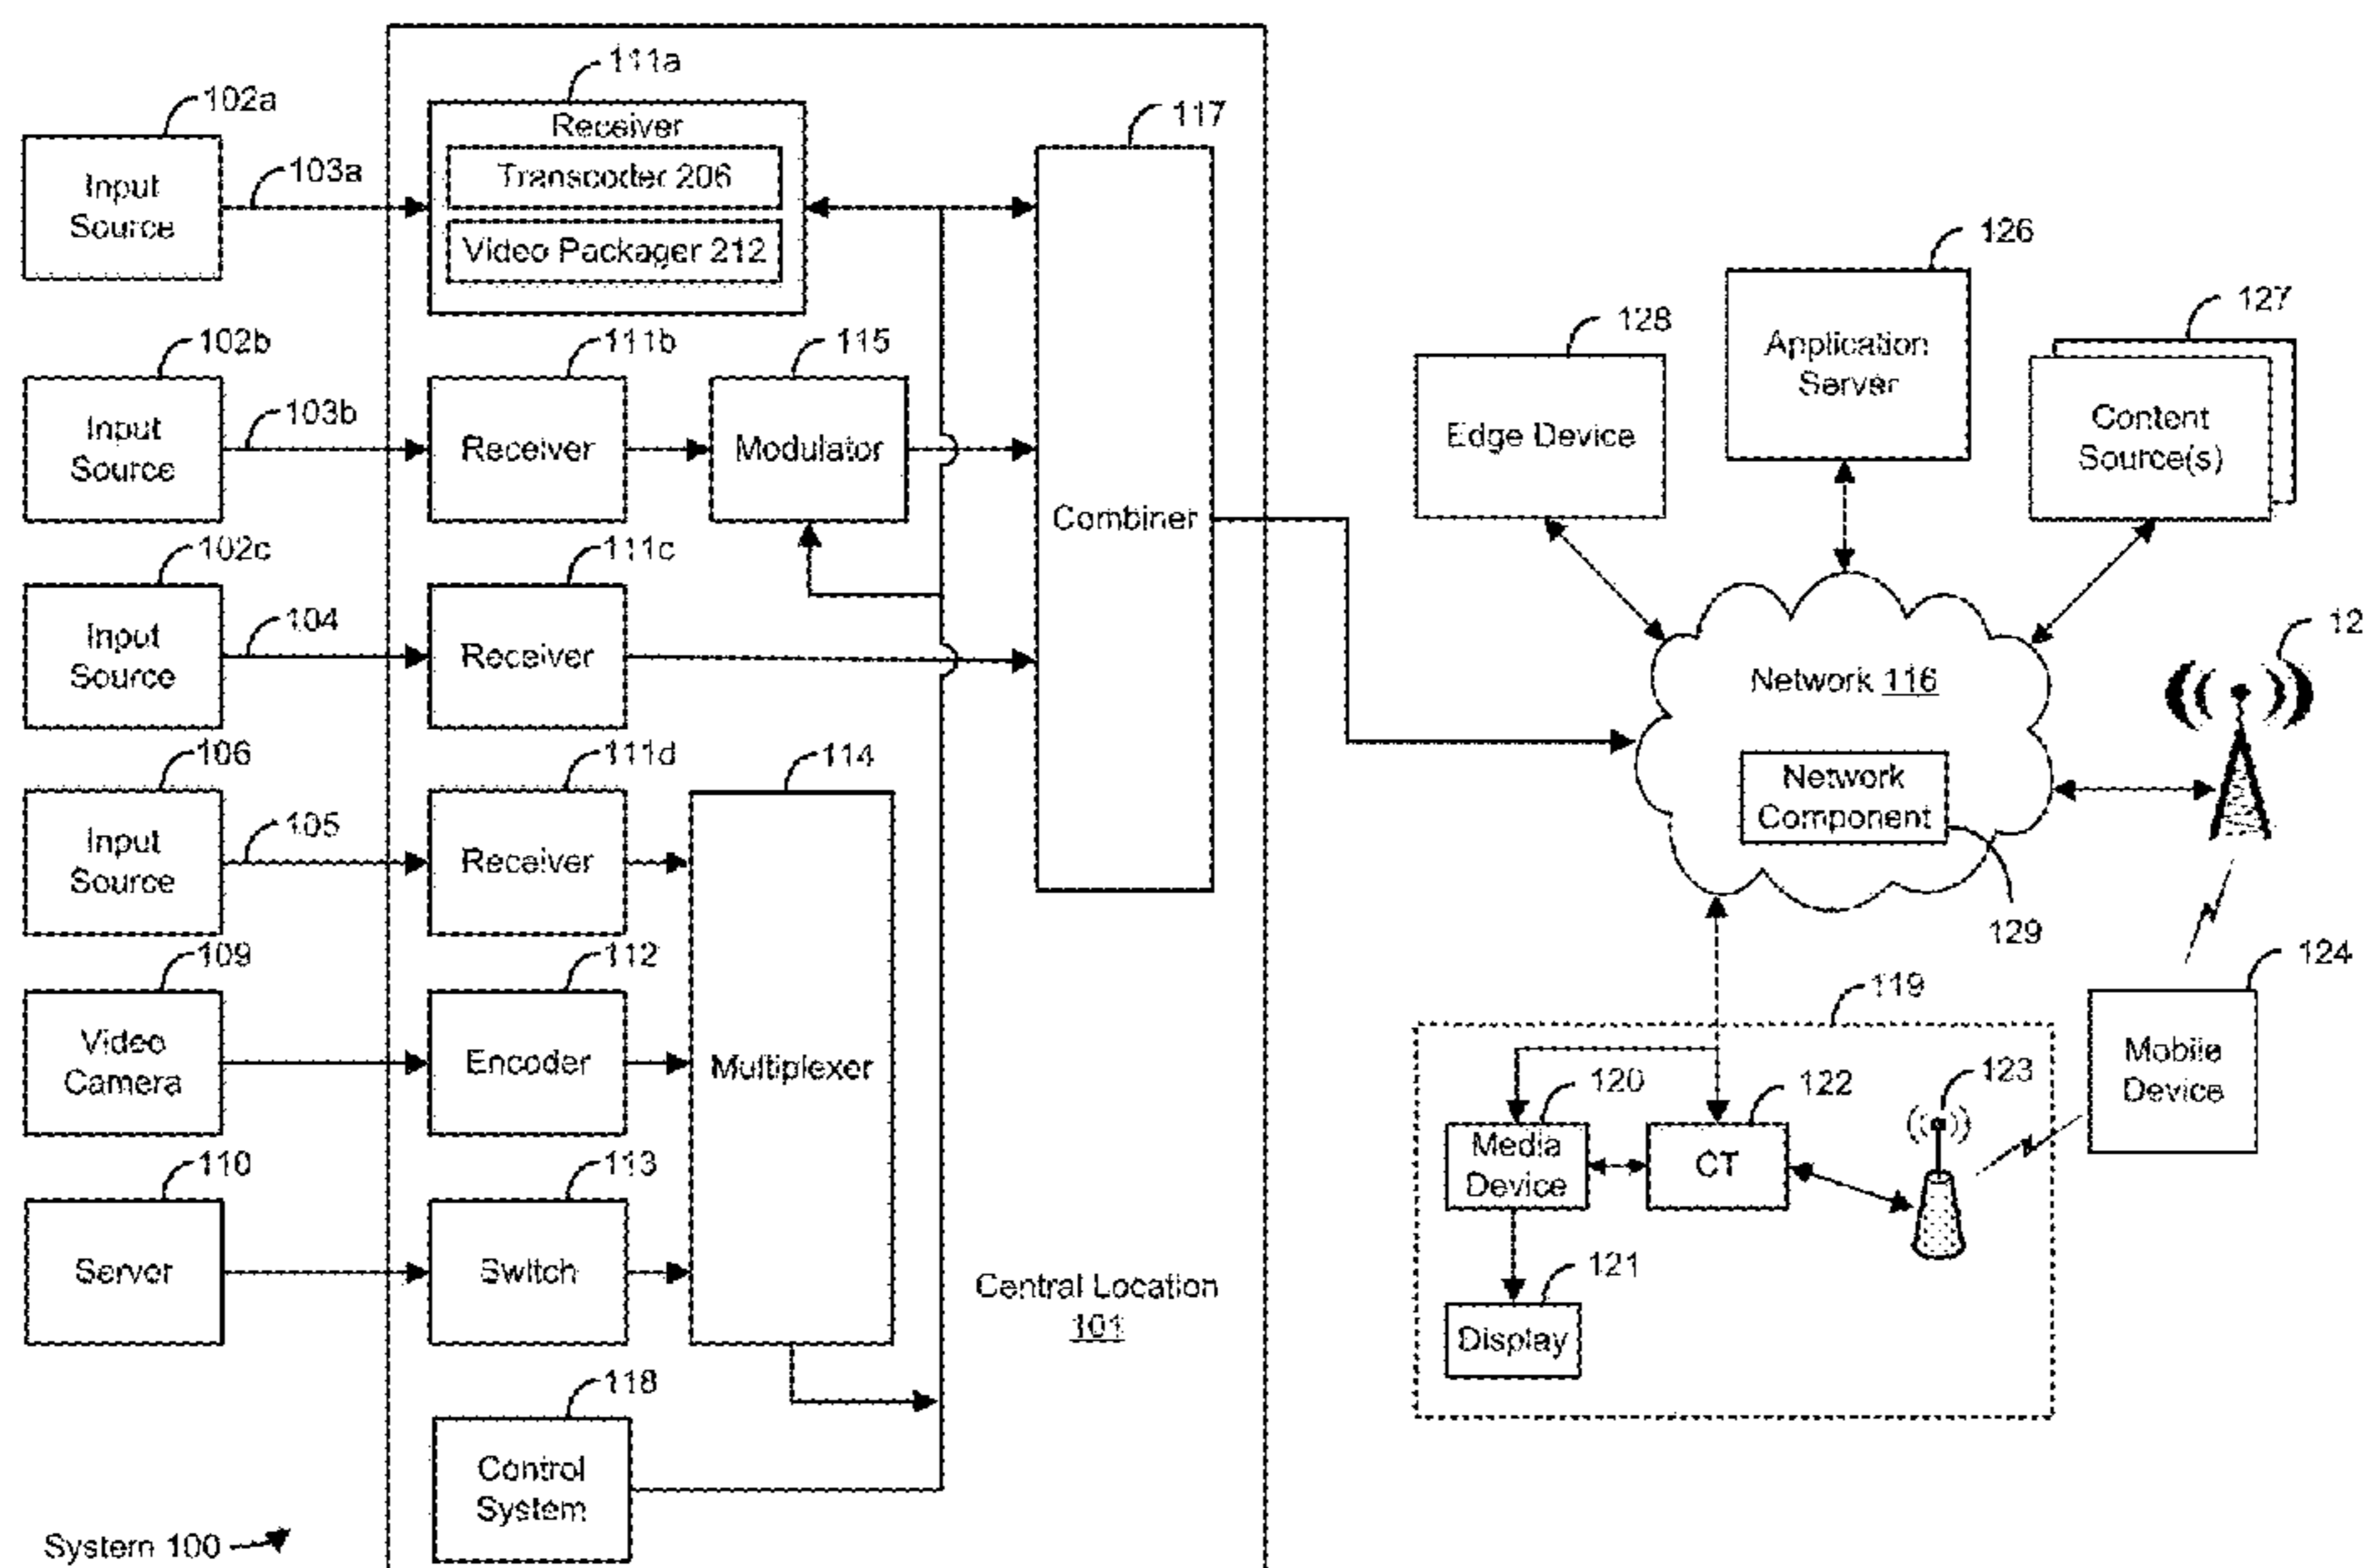 111a
102a
117
Receiver
103a
Transcoder 206
Input
Source
Video Packager 212
126
127
128
102b
111b
115
Application
Server
103b
Content
Source(s)
Input
Source
Receiver
Modulator
Edge Device
Combiner
102c
111c
104
12
Input
Source
Receiver
Network 116
106
111d
114
Network
Component
105
Input
Source
Receiver
129
109
112
124
119
Video
Camera
Encoder
Multiplexer
Mobile
Device
120
122
123
Media
Device
CT
110
113
Server
Switch
121
Central Location
101
Display
118
Control
System
System 100